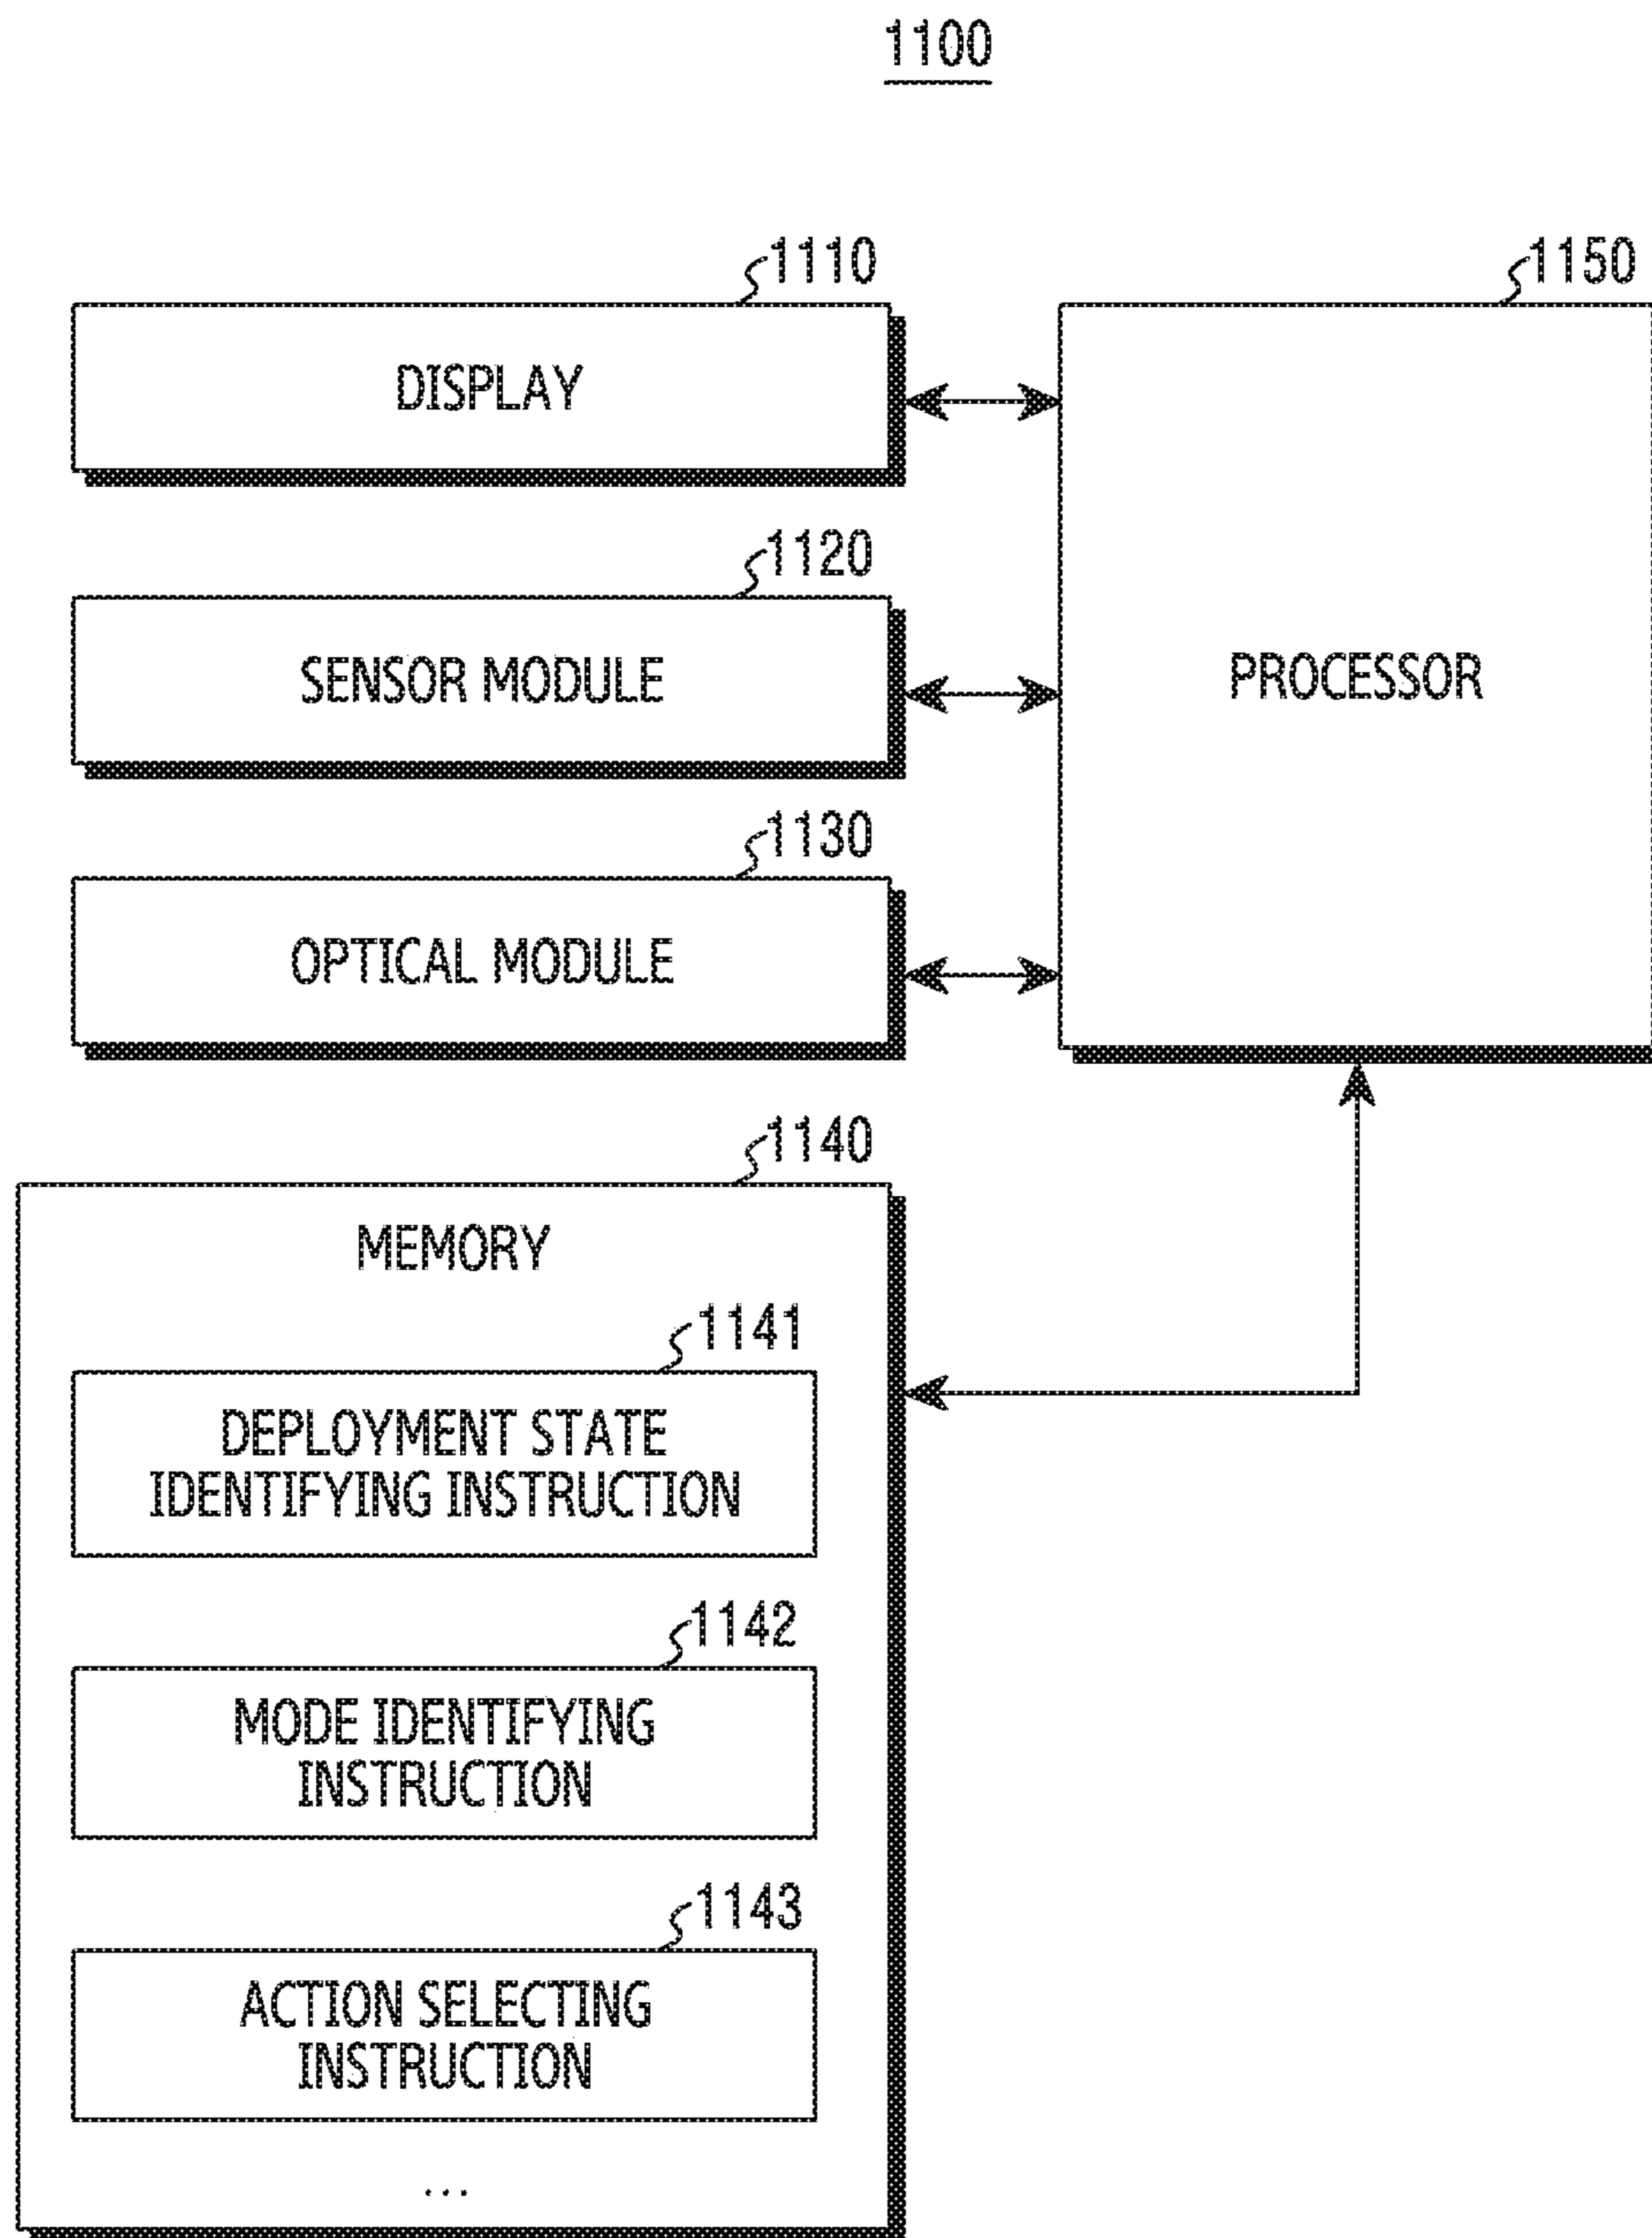 1100
1110
1150
DISPLAY
1120
SENSOR MODULE
PROCESSOR
1130
OPTICAL MODULE
1140
MEMORY
1141
DEPLOYMENT STATE
IDENTIFYING INSTRUCTION
1142
MODE IDENTIFYING
INSTRUCTION
1143
ACTION SELECTING
INSTRUCTION
...